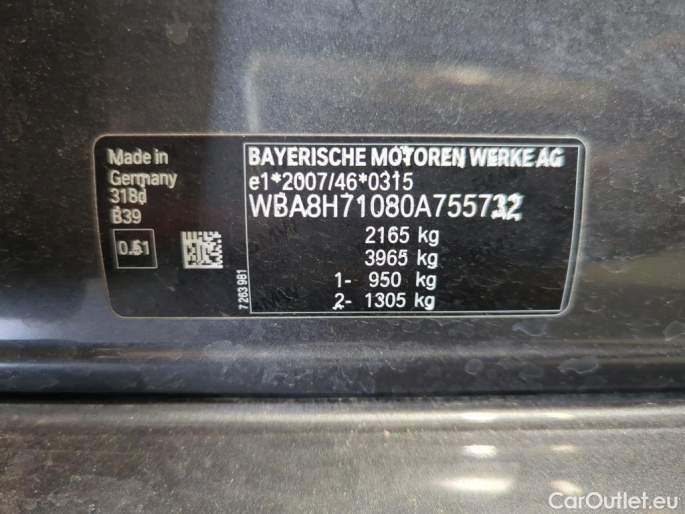 Made in
Germany
318d
B39
0.51
7 263 981
BAYERISCHE MOTOREN WERKE AG
e1*2007/46*0315
WBA8H71080A755732
2165 kg
3965 kg
1- 950 kg
2- 1305 kg
CarOutlet.eu